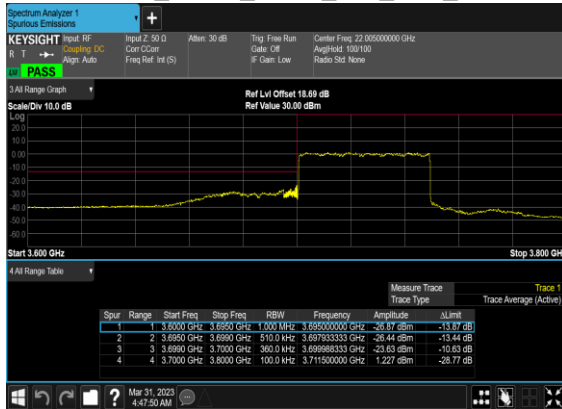 Spectrum Analyzer 1
Spurious Emissions
+
KEYSIGHT Input: RF
R T Coupling: DC
Align: Auto
LU PASS
Input Z: 50 Ω
Corr CCorr
Freq Ref: Int (S)
Atten: 30 dB
Trig: Free Run
Gate: Off
IF Gain: Low
Center Freq: 22.005000000 GHz
Avg|Hold: 100/100
Radio Std: None
3 All Range Graph
Scale/Div 10.0 dB
Ref Lvl Offset 18.69 dB
Ref Value 30.00 dBm
Log
20.0
10.0
0.00
-10.0
-20.0
-30.0
-40.0
-50.0
-60.0
Start 3.600 GHz
Stop 3.800 GH
4 All Range Table
Measure Trace Trace 1
Trace Type Trace Average (Active)
Spur Range Start Freq Stop Freq RBW Frequency Amplitude ΔLimit
1 1 3.6000 GHz 3.6950 GHz 1.000 MHz 3.695000000 GHz -26.87 dBm -13.87 dB
2 2 3.6950 GHz 3.6990 GHz 510.0 kHz 3.697933333 GHz -26.44 dBm -13.44 dB
3 3 3.6990 GHz 3.7000 GHz 360.0 kHz 3.699988333 GHz -23.63 dBm -10.63 dB
4 4 3.7000 GHz 3.8000 GHz 100.0 kHz 3.711500000 GHz 1.227 dBm -28.77 dB
? Mar 31, 2023
4:47:50 AM